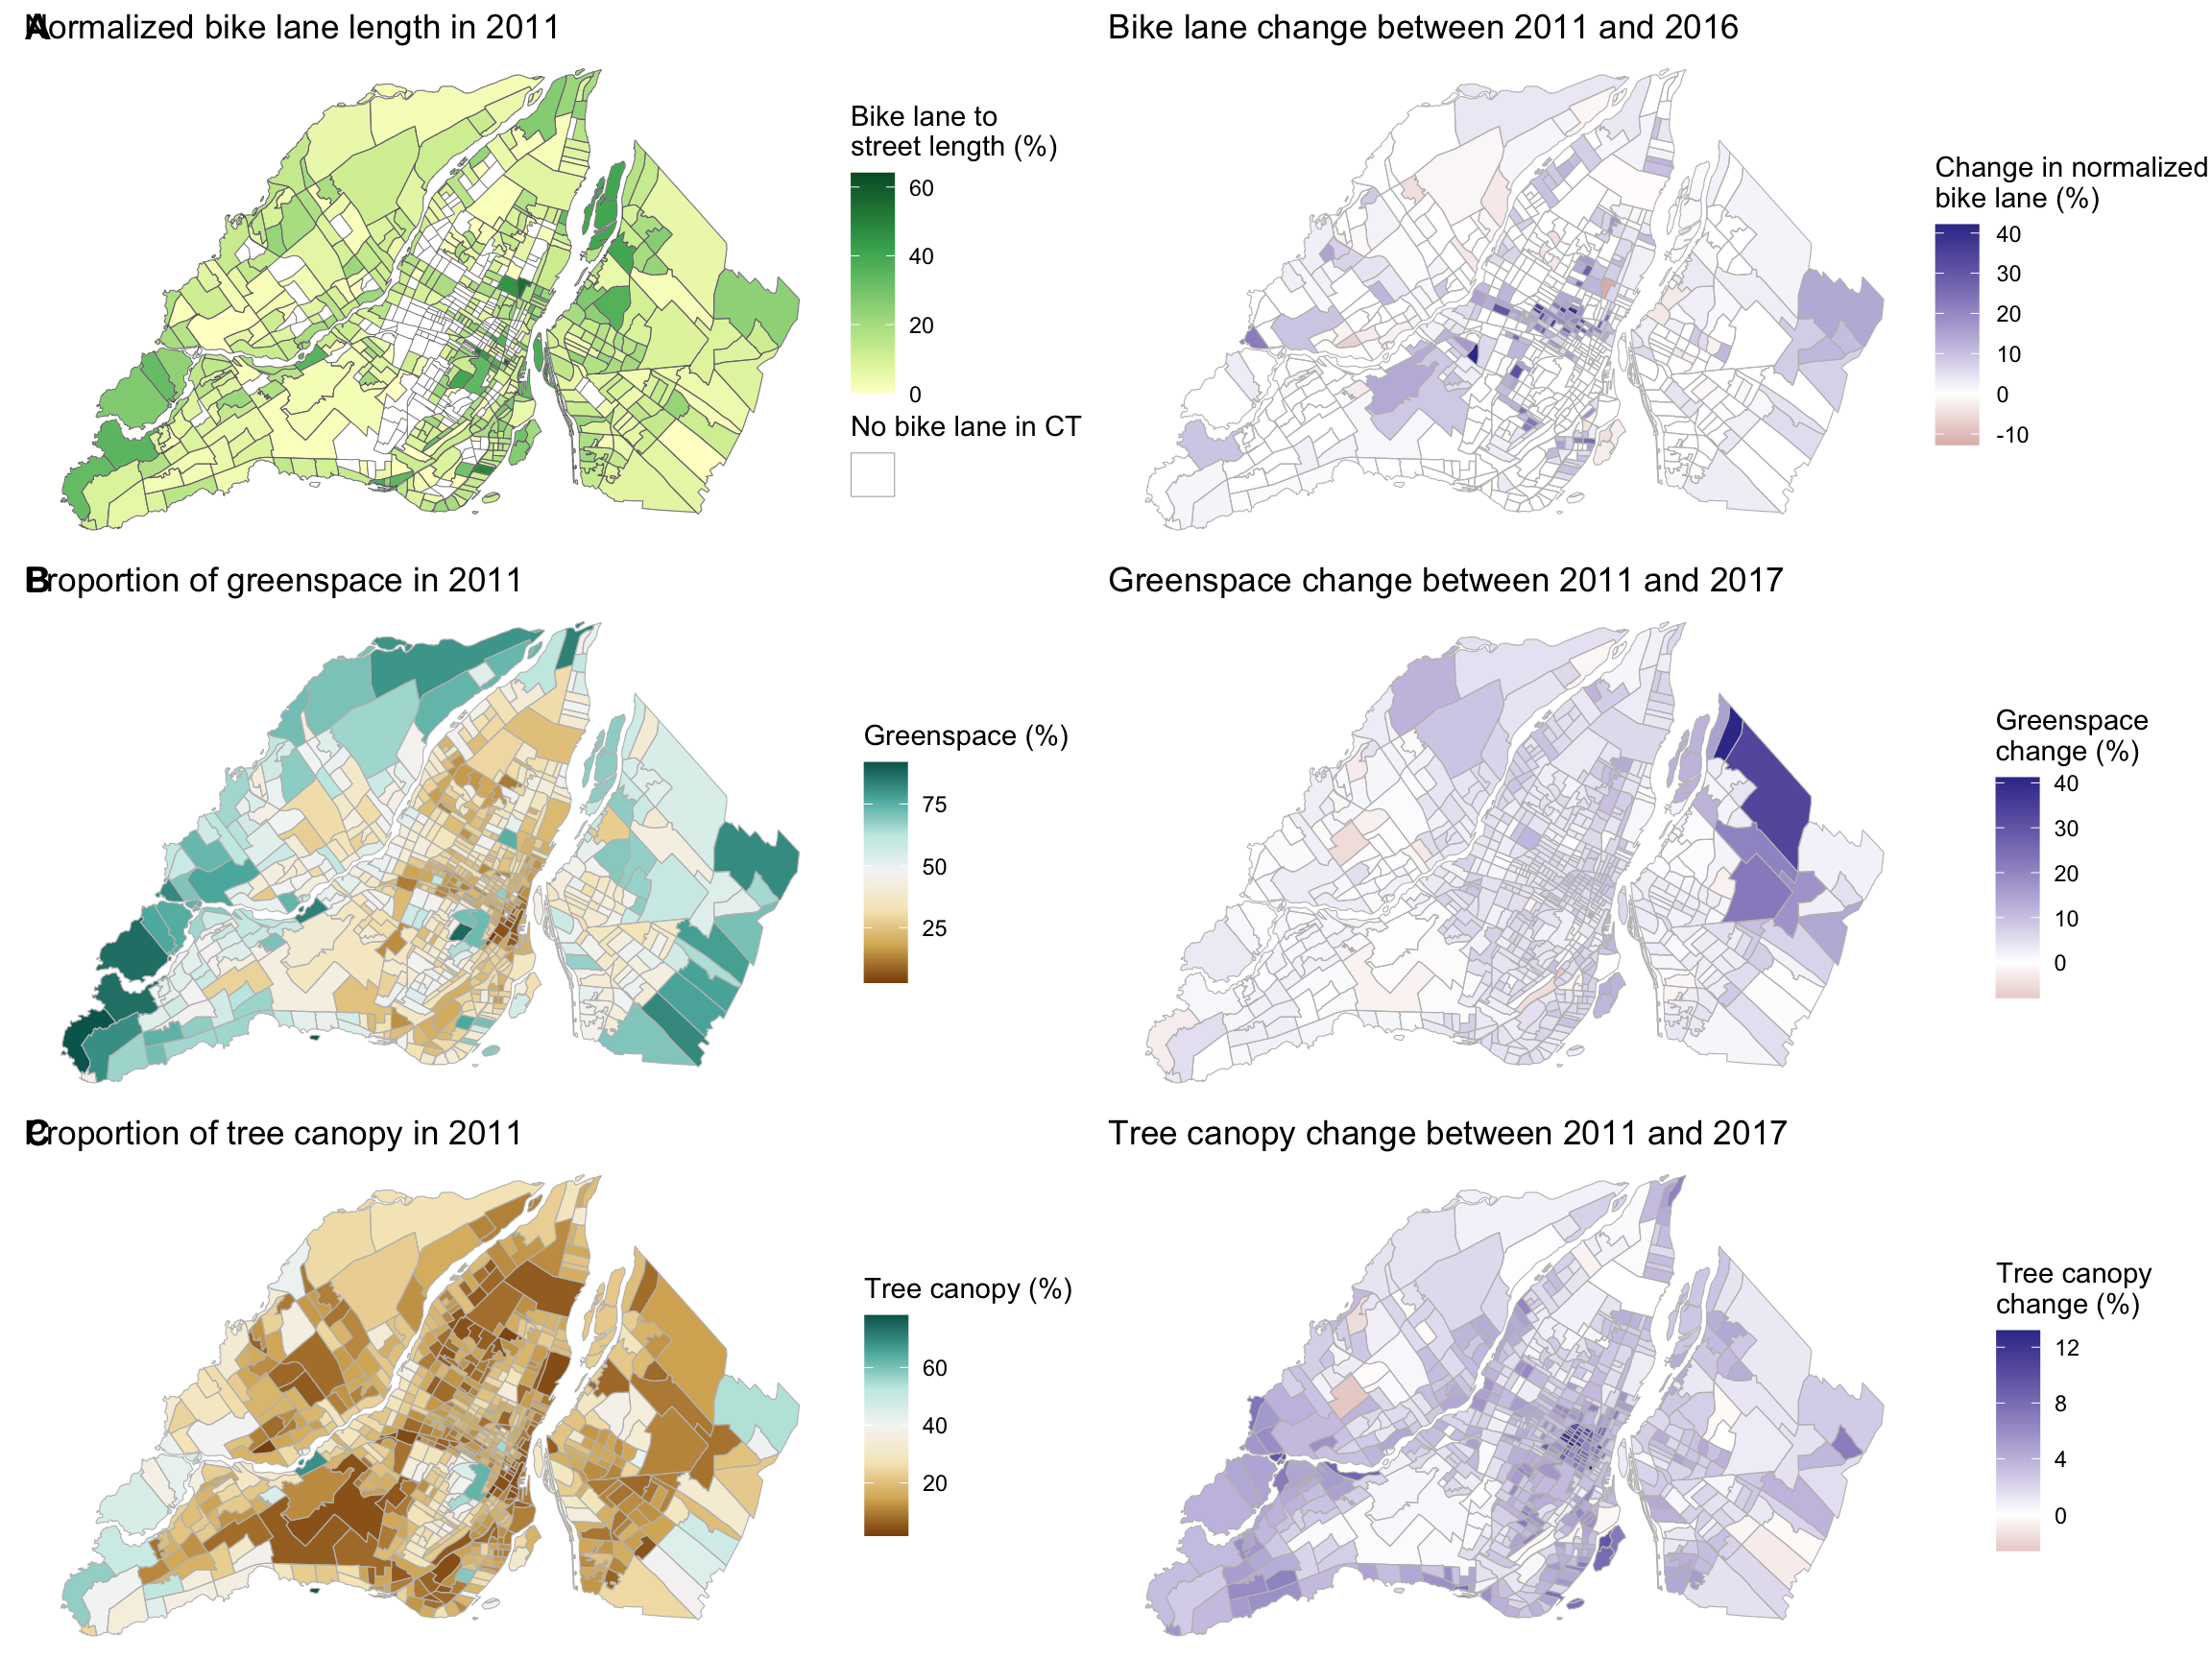 A
Normalized bike lane length in 2011
Bike lane change between 2011 and 2016
Bike lane to
street length (%)
60
40
20
0
No bike lane in CT
Change in normalized
bike lane (%)
40
30
20
10
0
-10
B
Proportion of greenspace in 2011
Greenspace change between 2011 and 2017
Greenspace (%)
75
50
25
Greenspace
change (%)
40
30
20
10
0
C
Proportion of tree canopy in 2011
Tree canopy change between 2011 and 2017
Tree canopy (%)
60
40
20
Tree canopy
change (%)
12
8
4
0